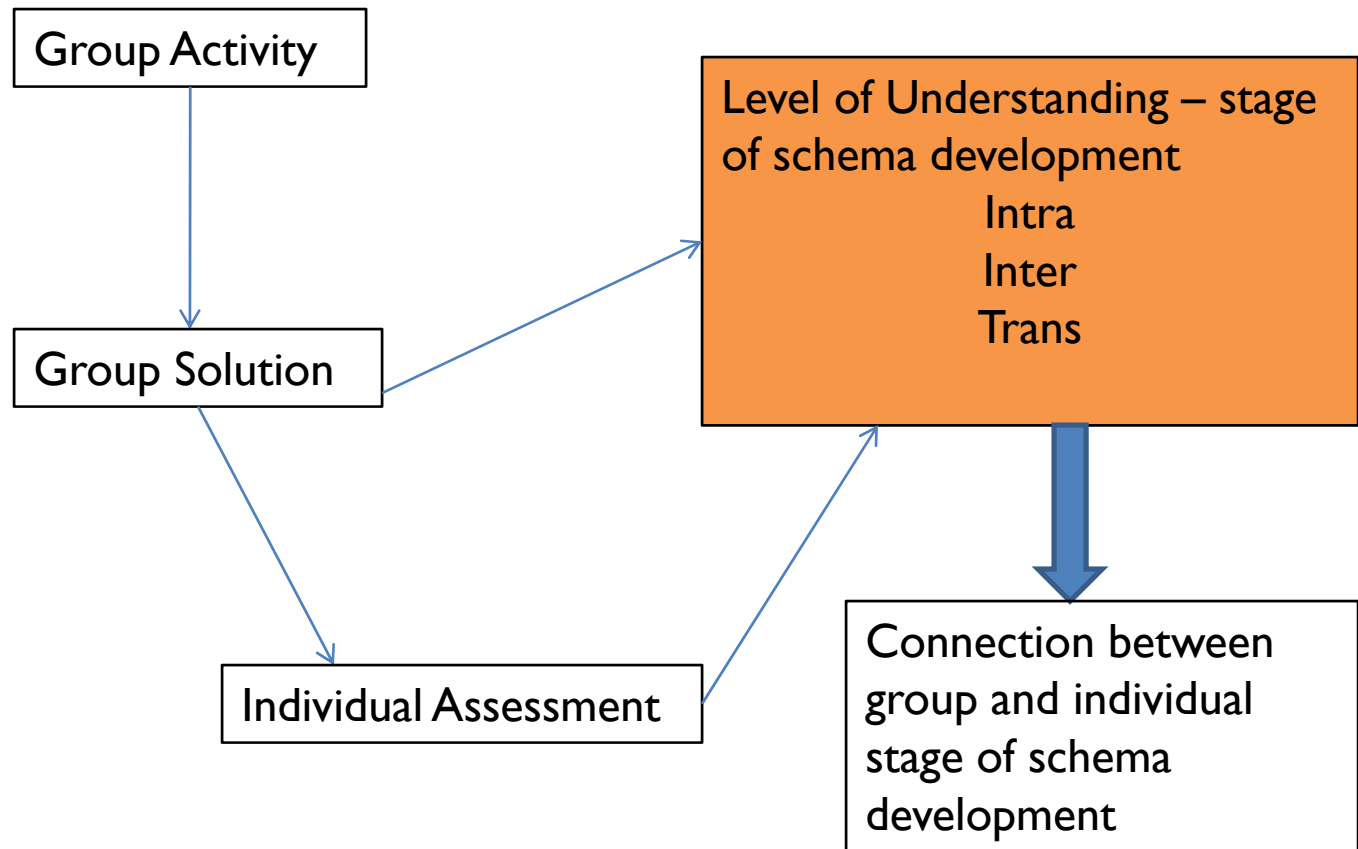 Group Activity
Group Solution
Individual Assessment
Level of Understanding – stage
of schema development
Intra
Inter
Trans
Connection between
group and individual
stage of schema
development